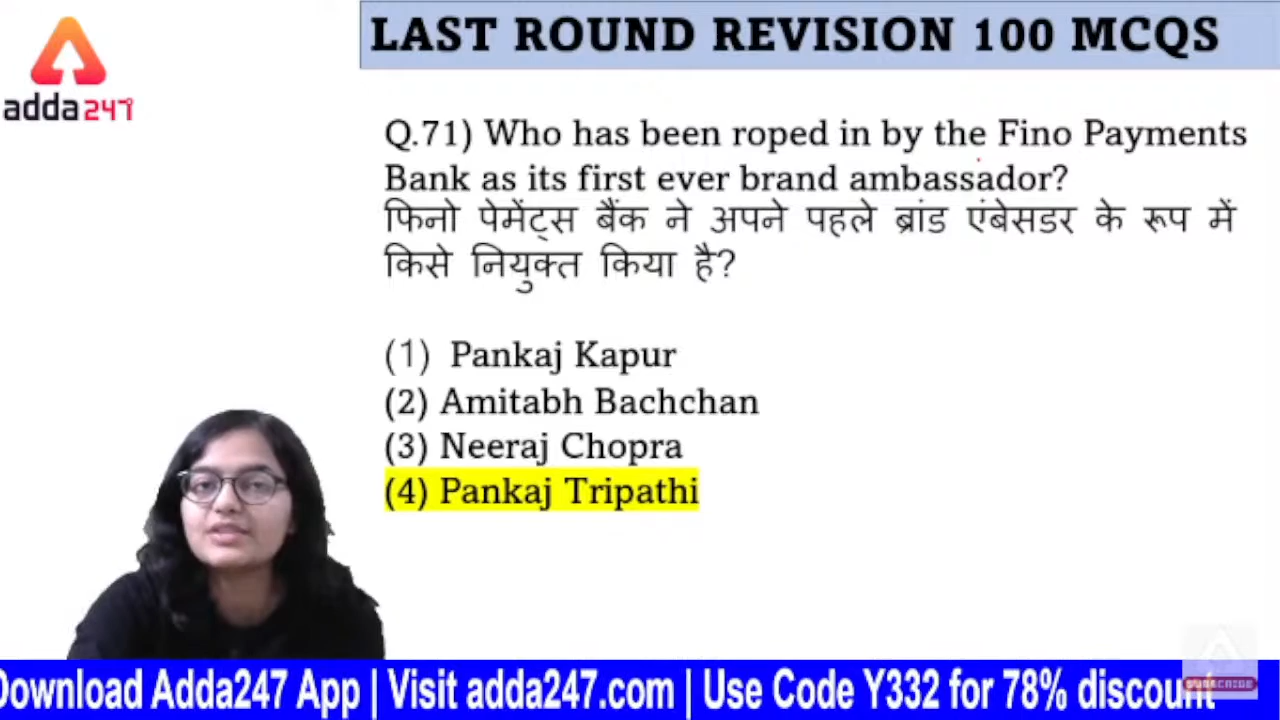 LAST ROUND REVISION 100 MCQS
adda247
Q.71) Who has been roped in by the Fino Payments
Bank as its first ever brand ambassador?
फिनो पेमेंट्स बैंक ने अपने पहले ब्रांड एंबेसडर के रूप में
किसे नियुक्त किया है?
(1) Pankaj Kapur
(2) Amitabh Bachchan
(3) Neeraj Chopra
(4) Pankaj Tripathi
Download Adda247 App | Visit adda247.com | Use Code Y332 for 78% discount
SUBSCRIBE